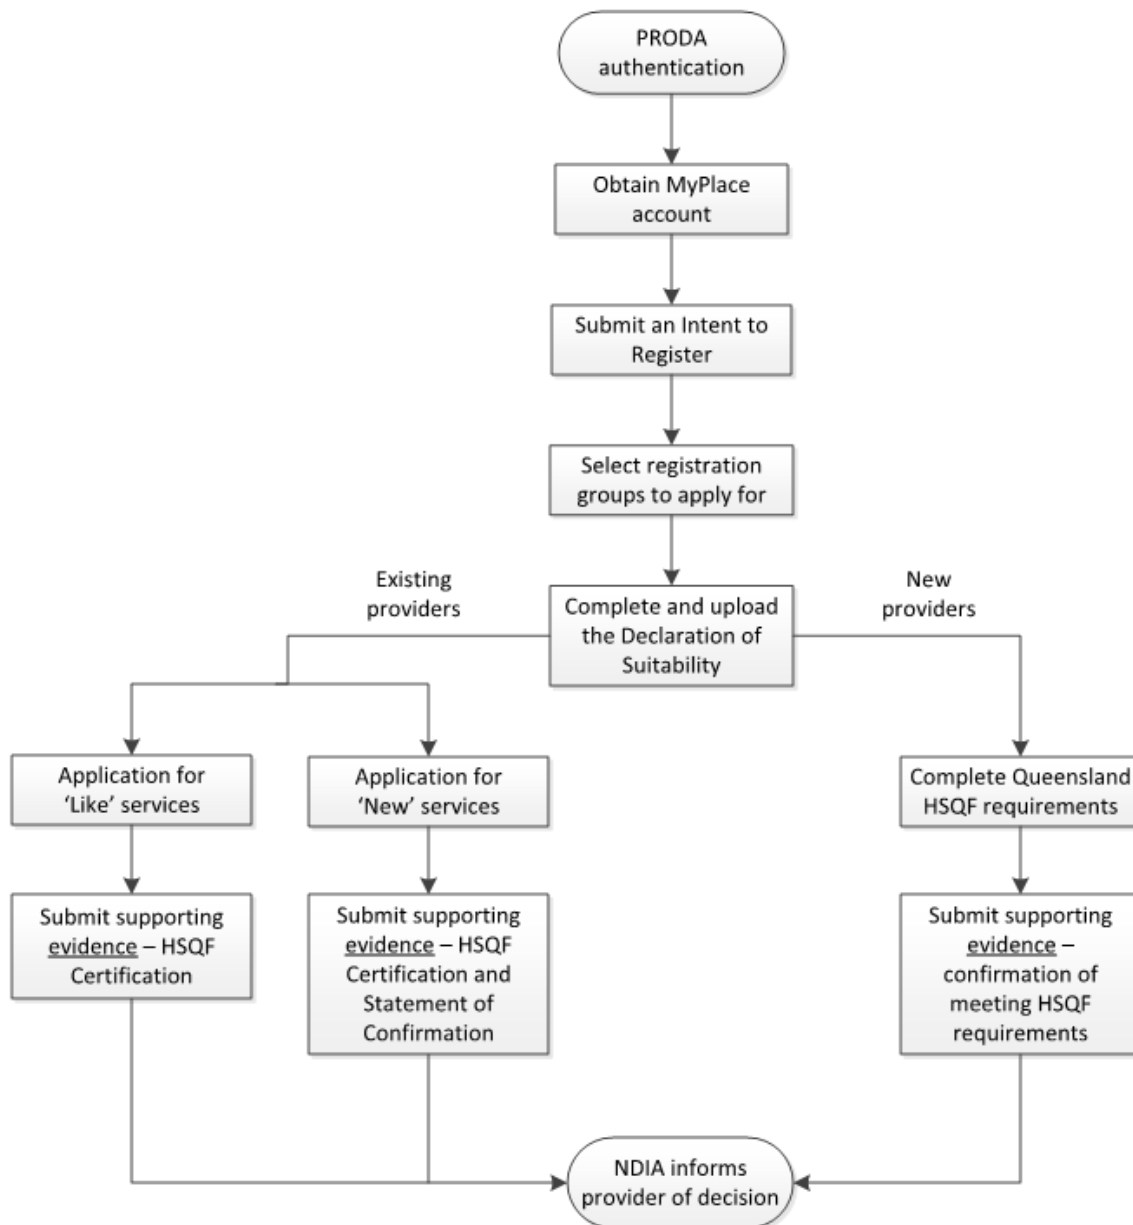 PRODA
authentication
Obtain MyPlace
account
Submit an Intent to
Register
Select registration
groups to apply for
Existing
providers
Complete and upload
the Declaration of
Suitability
New
providers
Application for
‘Like’ services
Application for
‘New’ services
Complete Queensland
HSQF requirements
Submit supporting
evidence – HSQF
Certification
Submit supporting
evidence – HSQF
Certification and
Statement of
Confirmation
Submit supporting
evidence –
confirmation of
meeting HSQF
requirements
NDIA informs
provider of decision